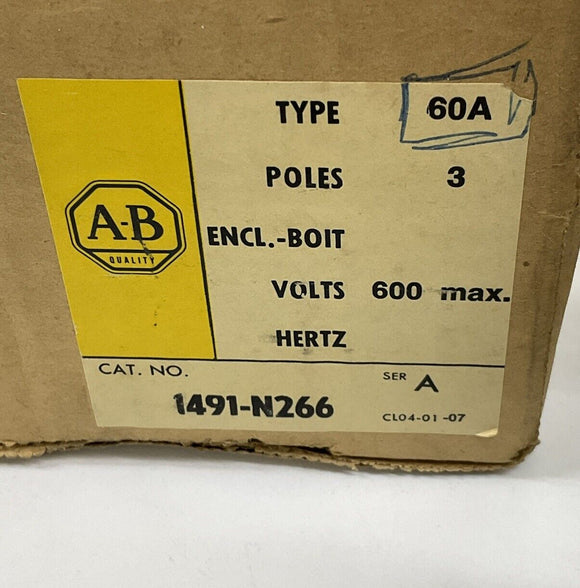 TYPE 60A
POLES 3
A-B
QUALITY
ENCL.-BOIT
VOLTS 600 max.
HERTZ
CAT. NO.
1491-N266
SER A
CL04-01-07